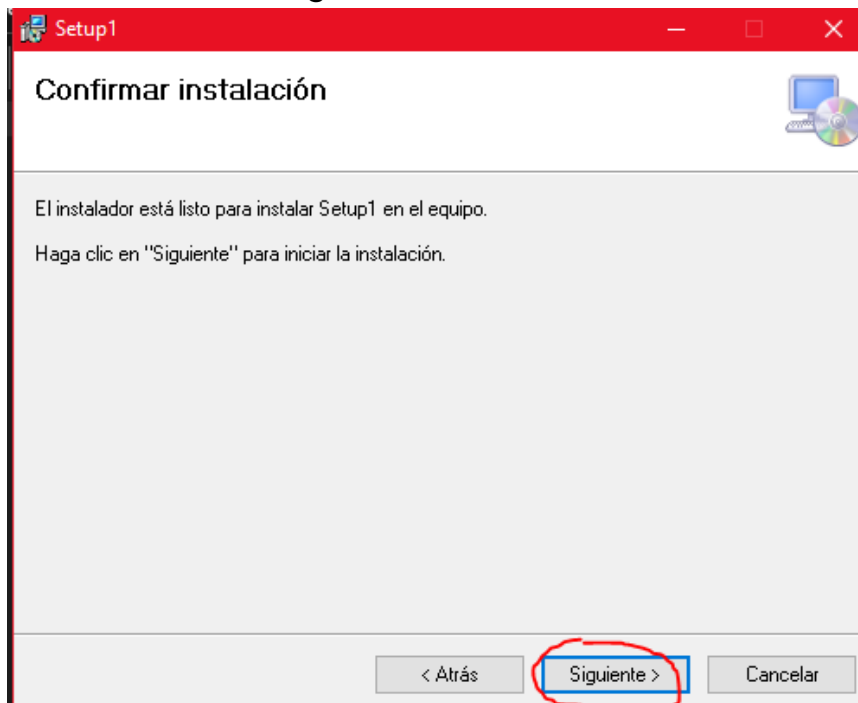 Setup1
Confirmar instalación
El instalador está listo para instalar Setup1 en el equipo.
Haga clic en "Siguiente" para iniciar la instalación.
< Atrás
Siguiente >
Cancelar